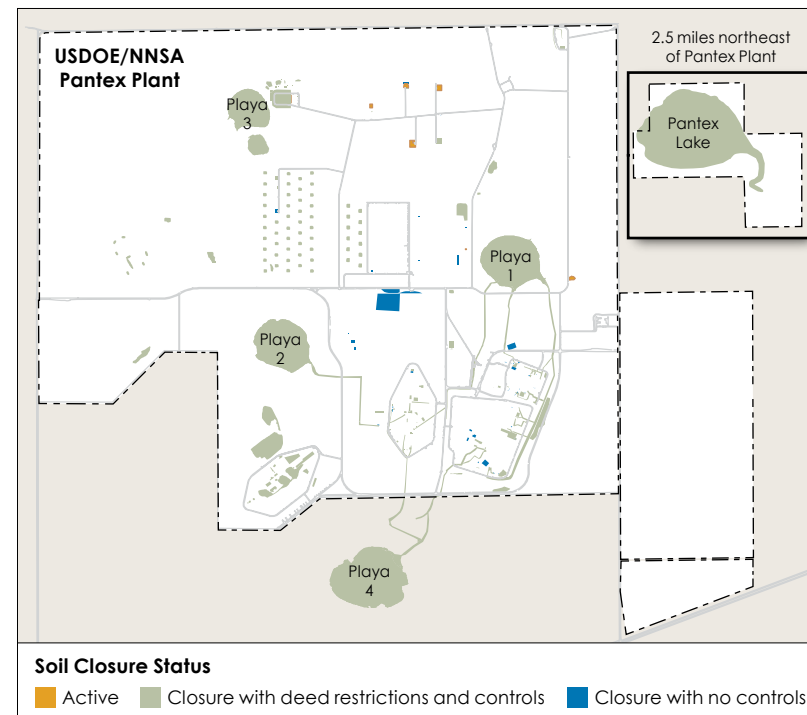 USDOE/NNSA
Pantex Plant
2.5 miles northeast
of Pantex Plant
Playa
3
Pantex
Lake
Playa
1
Playa
2
Playa
4
Soil Closure Status
Active
Closure with deed restrictions and controls
Closure with no controls